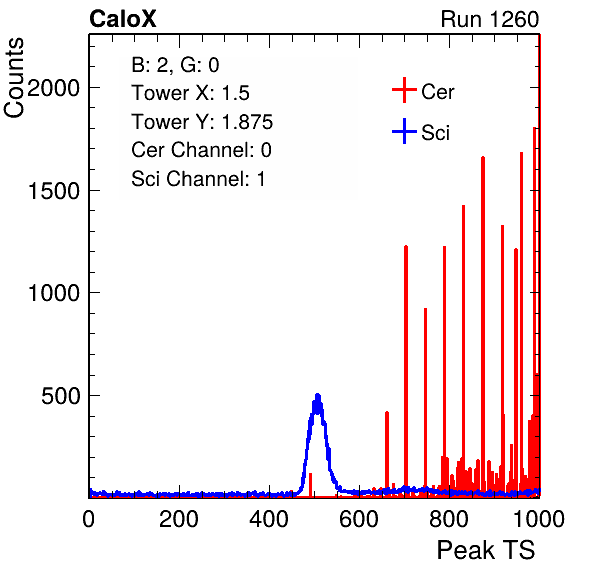 CaloX
Run 1260
Counts
B: 2, G: 0
Tower X: 1.5
Tower Y: 1.875
Cer Channel: 0
Sci Channel: 1
Cer
Sci
2000
1500
1000
500
0 200 400 600 800 1000
Peak TS